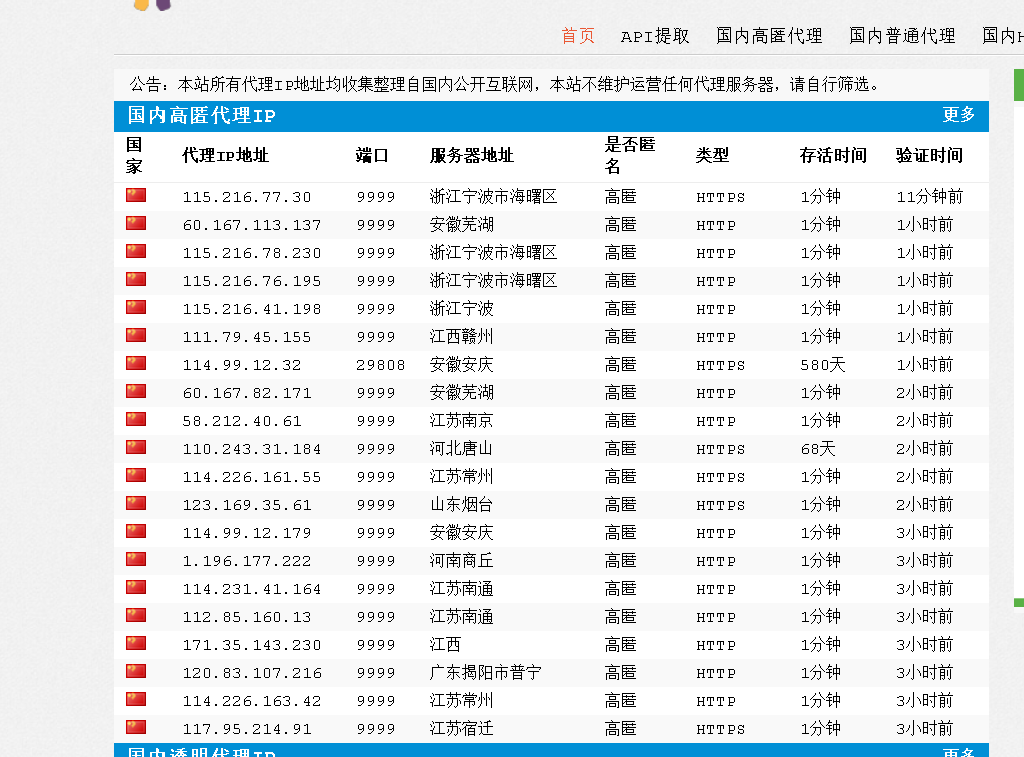 首页 API提取 国内高匿代理 国内普通代理 国内H
公告：本站所有代理IP地址均收集整理自国内公开互联网，本站不维护运营任何代理服务器，请自行筛选。
国内高匿代理IP 更多
国家 代理IP地址 端口 服务器地址 是否匿名 类型 存活时间 验证时间
115.216.77.30 9999 浙江宁波市海曙区 高匿 HTTPS 1分钟 11分钟前
60.167.113.137 9999 安徽芜湖 高匿 HTTP 1分钟 1小时前
115.216.78.230 9999 浙江宁波市海曙区 高匿 HTTP 1分钟 1小时前
115.216.76.195 9999 浙江宁波市海曙区 高匿 HTTP 1分钟 1小时前
115.216.41.198 9999 浙江宁波 高匿 HTTP 1分钟 1小时前
111.79.45.155 9999 江西赣州 高匿 HTTP 1分钟 1小时前
114.99.12.32 29808 安徽安庆 高匿 HTTPS 580天 1小时前
60.167.82.171 9999 安徽芜湖 高匿 HTTP 1分钟 2小时前
58.212.40.61 9999 江苏南京 高匿 HTTP 1分钟 2小时前
110.243.31.184 9999 河北唐山 高匿 HTTPS 68天 2小时前
114.226.161.55 9999 江苏常州 高匿 HTTPS 1分钟 2小时前
123.169.35.61 9999 山东烟台 高匿 HTTPS 1分钟 2小时前
114.99.12.179 9999 安徽安庆 高匿 HTTP 1分钟 3小时前
1.196.177.222 9999 河南商丘 高匿 HTTP 1分钟 3小时前
114.231.41.164 9999 江苏南通 高匿 HTTP 1分钟 3小时前
112.85.160.13 9999 江苏南通 高匿 HTTP 1分钟 3小时前
171.35.143.230 9999 江西 高匿 HTTP 1分钟 3小时前
120.83.107.216 9999 广东揭阳市普宁 高匿 HTTP 1分钟 3小时前
114.226.163.42 9999 江苏常州 高匿 HTTP 1分钟 3小时前
117.95.214.91 9999 江苏宿迁 高匿 HTTPS 1分钟 3小时前
国内透明代理IP 更多